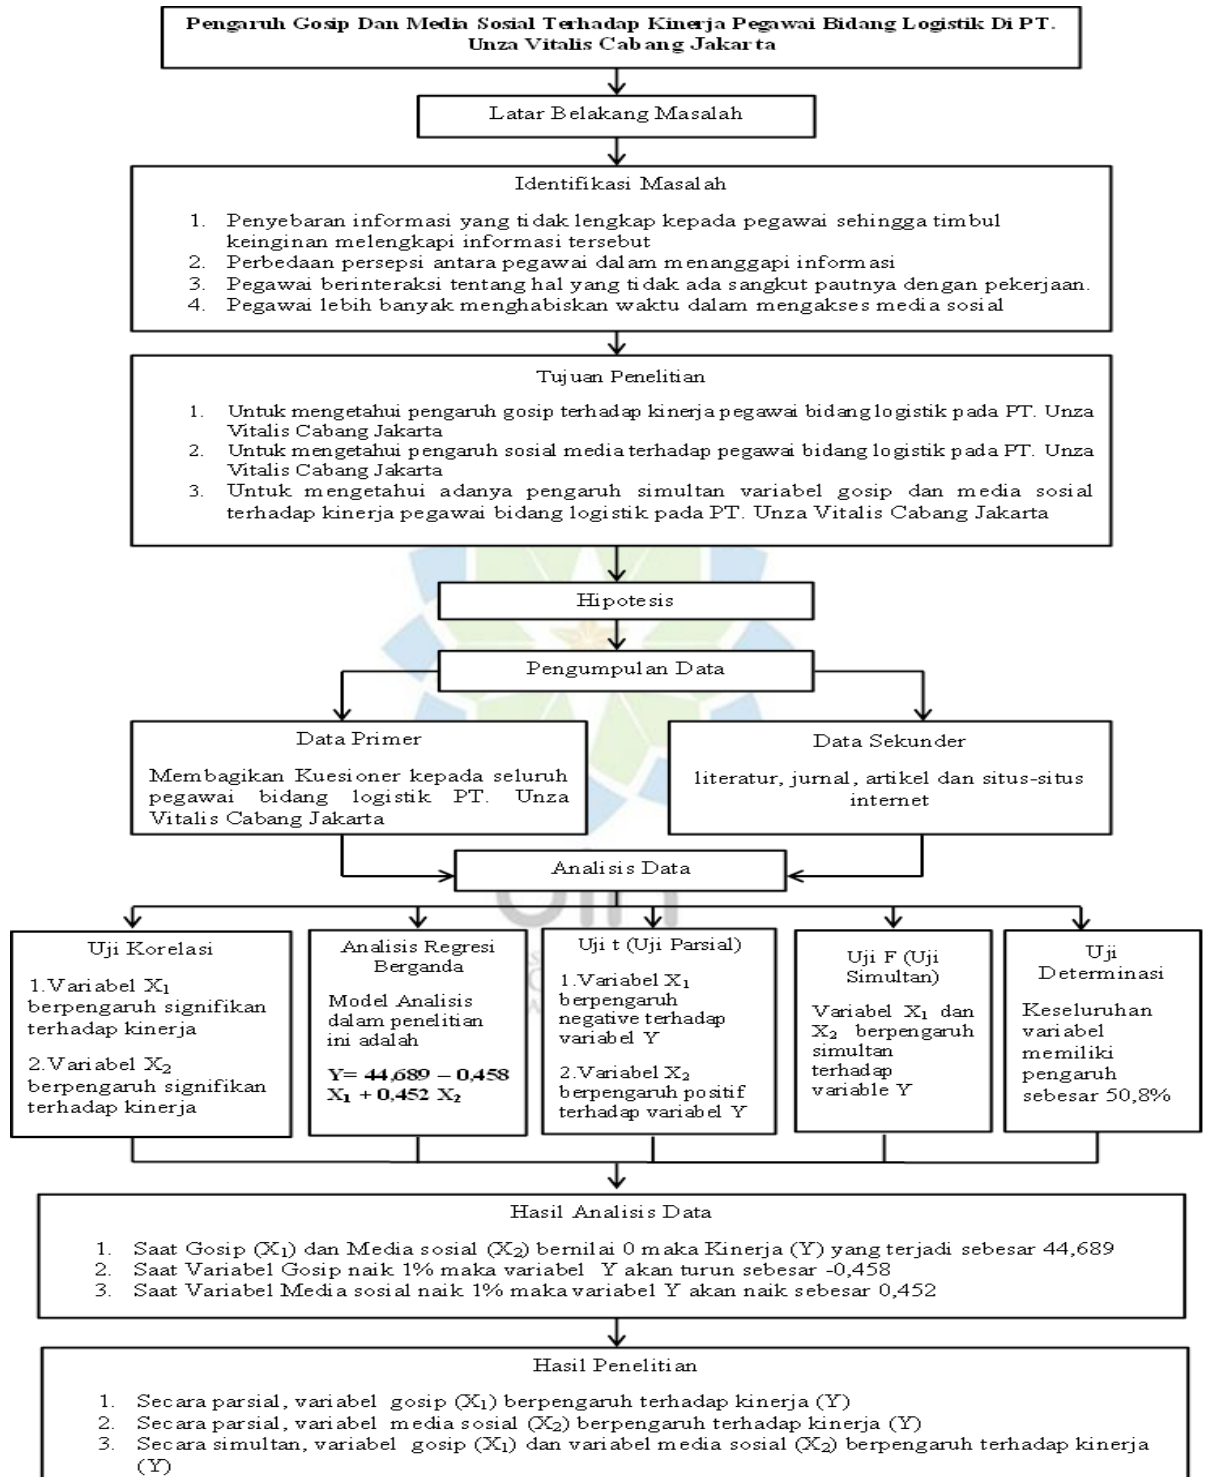 Pengaruh Gosip Dan Media Sosial Terhadap Kinerja Pegawai Bidang Logistik Di PT.
Unza Vitalis Cabang Jakarta
Latar Belakang Masalah
Identifikasi Masalah
1. Penyebaran informasi yang tidak lengkap kepada pegawai sehingga timbul
keinginan melengkapi informasi tersebut
2. Perbedaan persepsi antara pegawai dalam menanggapi informasi
3. Pegawai berinteraksi tentang hal yang tidak ada sangkut pautnya dengan pekerjaan.
4. Pegawai lebih banyak menghabiskan waktu dalam mengakses media sosial
Tujuan Penelitian
1. Untuk mengetahui pengaruh gosip terhadap kinerja pegawai bidang logistik pada PT. Unza
Vitalis Cabang Jakarta
2. Untuk mengetahui pengaruh sosial media terhadap pegawai bidang logistik pada PT. Unza
Vitalis Cabang Jakarta
3. Untuk mengetahui adanya pengaruh simultan variabel gosip dan media sosial
terhadap kinerja pegawai bidang logistik pada PT. Unza Vitalis Cabang Jakarta
Hipotesis
Pengumpulan Data
Data Primer
Membagikan Kuesioner kepada seluruh
pegawai bidang logistik PT. Unza
Vitalis Cabang Jakarta
Data Sekunder
literatur, jurnal, artikel dan situs-situs
internet
Analisis Data
Uji Korelasi
1.Variabel X₁
berpengaruh signifikan
terhadap kinerja
2.Variabel X₂
berpengaruh signifikan
terhadap kinerja
Analisis Regresi
Berganda
Model Analisis
dalam penelitian
ini adalah
Y= 44,689 – 0,458
X₁ + 0,452 X₂
Uji t (Uji Parsial)
1.Variabel X₁
berpengaruh
negative terhadap
variabel Y
2.Variabel X₂
berpengaruh positif
terhadap variabel Y
Uji F (Uji
Simultan)
Variabel X₁ dan
X₂ berpengaruh
simultan
terhadap
variable Y
Uji
Determinasi
Keseluruhan
variabel
memiliki
pengaruh
sebesar 50,8%
Hasil Analisis Data
1. Saat Gosip (X₁) dan Media sosial (X₂) bernilai 0 maka Kinerja (Y) yang terjadi sebesar 44,689
2. Saat Variabel Gosip naik 1% maka variabel Y akan turun sebesar -0,458
3. Saat Variabel Media sosial naik 1% maka variabel Y akan naik sebesar 0,452
Hasil Penelitian
1. Secara parsial, variabel gosip (X₁) berpengaruh terhadap kinerja (Y)
2. Secara parsial, variabel media sosial (X₂) berpengaruh terhadap kinerja (Y)
3. Secara simultan, variabel gosip (X₁) dan variabel media sosial (X₂) berpengaruh terhadap kinerja
(Y)